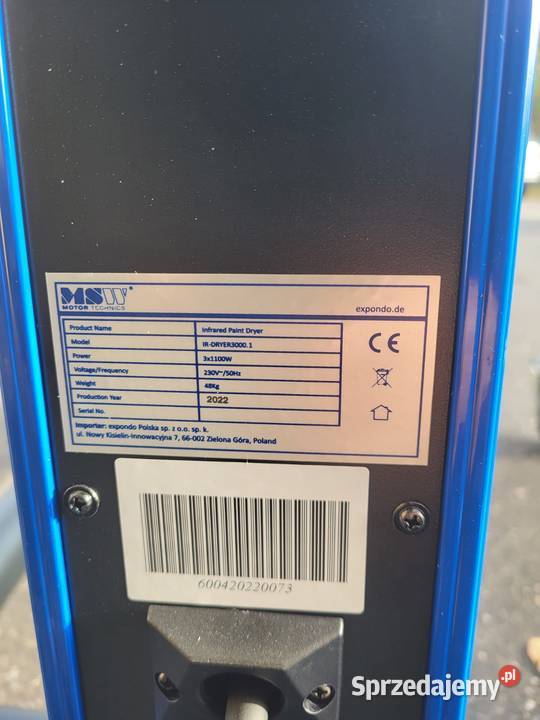 Sprzedajemy.pl
MSW®
MOTOR TECHNICS
expondo.de
Product Name Infrared Paint Dryer
Model IR-DRYER3000.1
Power 3x1100W
Voltage/Frequency 230V~/50Hz
Weight 48Kg
Production Year 2022
Serial No.
CE
Importer: expondo Polska sp. z o.o. sp. k.
ul. Nowy Kisielin-Innowacyjna 7, 66-002 Zielona Góra, Poland
600420220073
Sprzedajemy.pl